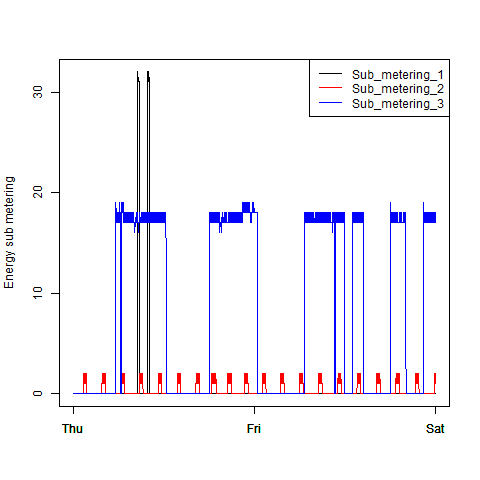 Sub_metering_1
Sub_metering_2
Sub_metering_3
Energy sub metering
30
20
10
0
Thu Fri Sat